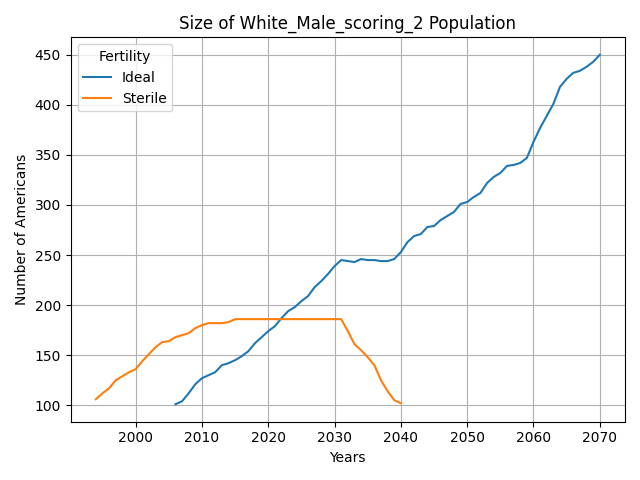 Size of White_Male_scoring_2 Population
Fertility
Ideal
Sterile
Number of Americans
450
400
350
300
250
200
150
100
2000
2010
2020
2030
2040
2050
2060
2070
Years